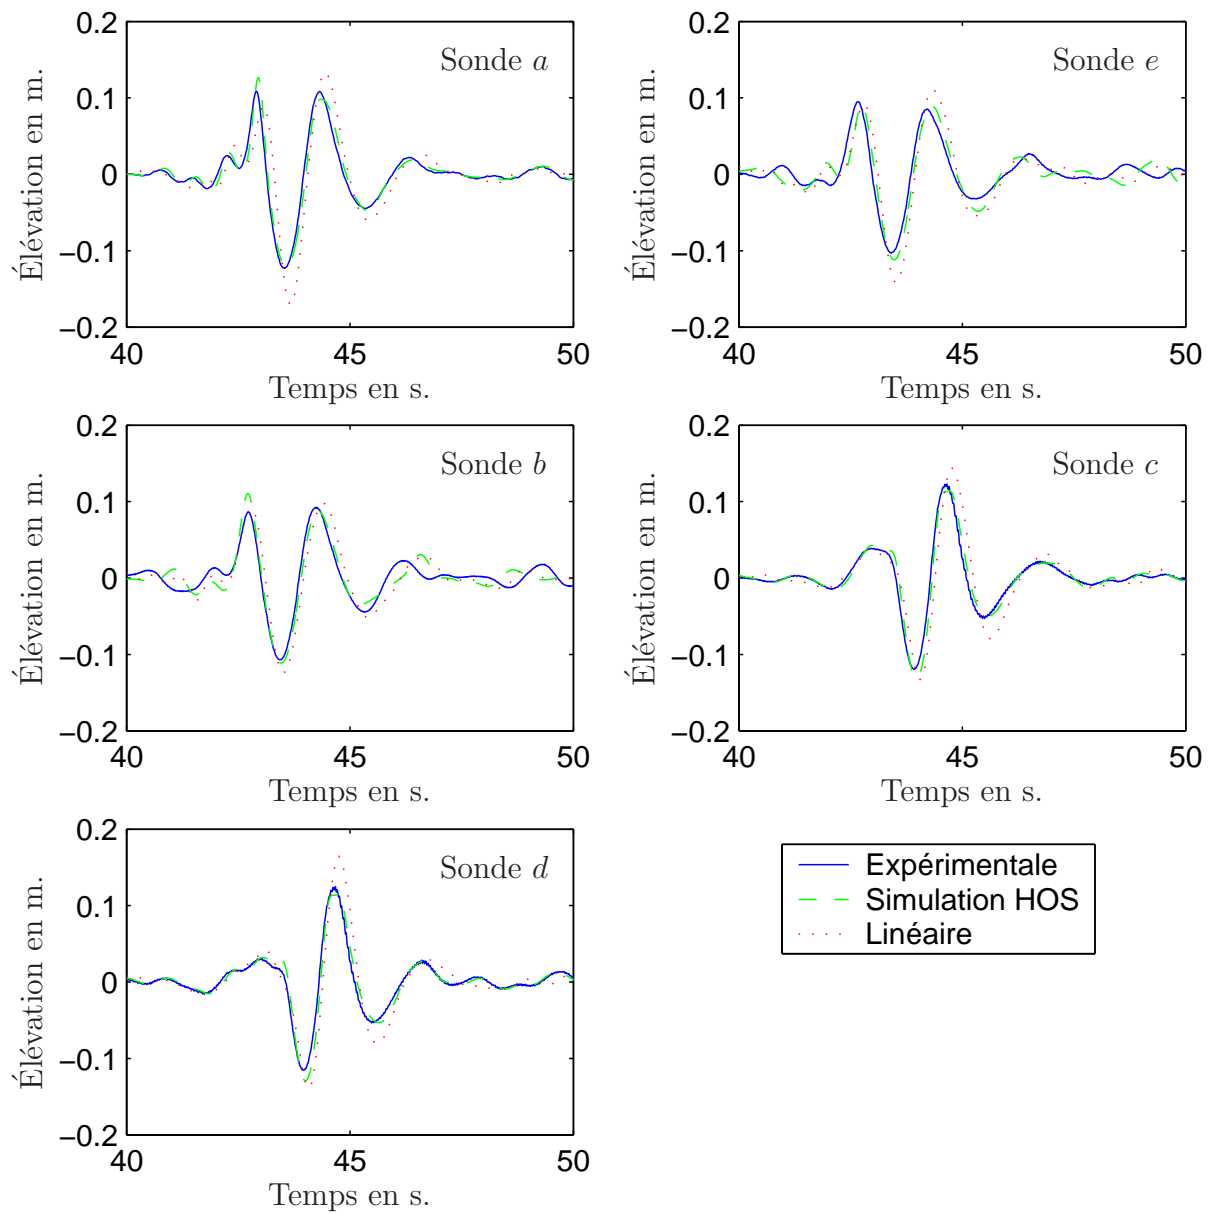 0.2
0.1
0
−0.1
−0.2
40
45
50
Élévation en m.
Temps en s.
Sonde a
0.2
0.1
0
−0.1
−0.2
40
45
50
Élévation en m.
Temps en s.
Sonde e
0.2
0.1
0
−0.1
−0.2
40
45
50
Élévation en m.
Temps en s.
Sonde b
0.2
0.1
0
−0.1
−0.2
40
45
50
Élévation en m.
Temps en s.
Sonde c
0.2
0.1
0
−0.1
−0.2
40
45
50
Élévation en m.
Temps en s.
Sonde d
Expérimentale
Simulation HOS
Linéaire